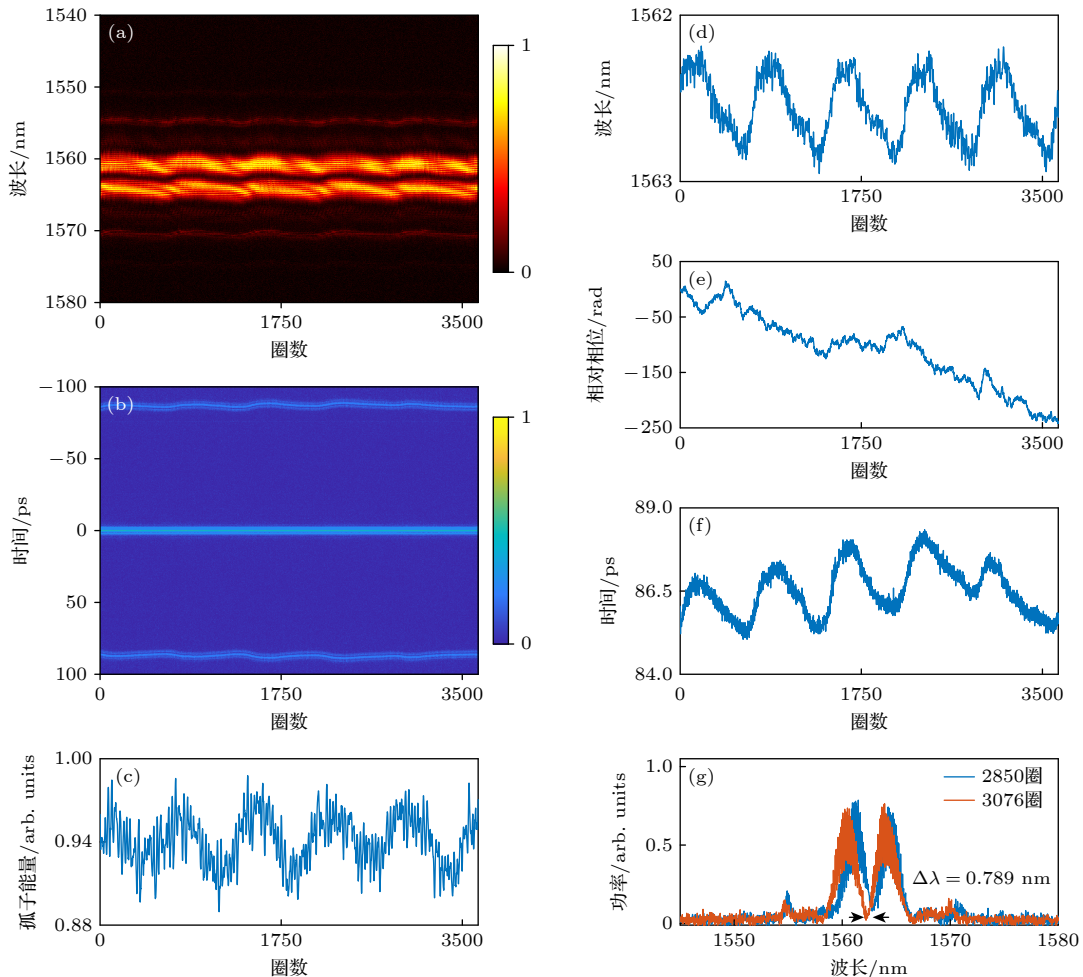 (a)
1540
1550
1560
1570
1580
波长/nm
0
1750
3500
圈数
1
0
(b)
−100
−50
0
50
100
时间/ps
0
1750
3500
圈数
1
0
(c)
1.00
0.94
0.88
孤子能量/arb. units
0
1750
3500
圈数
(d)
1562
1563
波长/nm
0
1750
3500
圈数
(e)
50
−50
−150
−250
相对相位/rad
0
1750
3500
圈数
(f)
89.0
86.5
84.0
时间/ps
0
1750
3500
圈数
(g)
1.0
0.5
0
功率/arb. units
2850圈
3076圈
Δλ = 0.789 nm
1550
1560
1570
1580
波长/nm